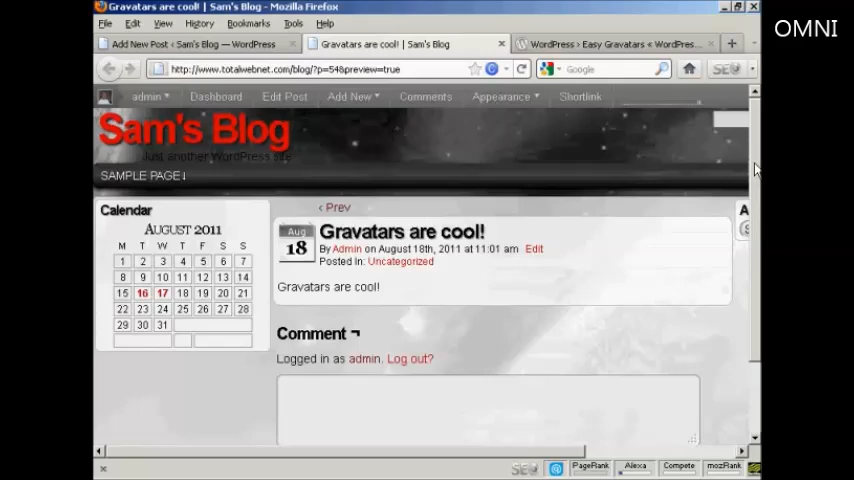 Gravatars are cool! | Sam's Blog - Mozilla Firefox
OMNI
File Edit View History Bookmarks Tools Help
Add New Post ‹ Sam's Blog — WordPress
Gravatars are cool! | Sam's Blog
WordPress › Easy Gravatars « WordPres...
http://www.totalwebnet.com/blog/?p=54&preview=true
Google
SEO
admin Dashboard Edit Post Add New Comments Appearance Shortlink
Sam's Blog
Just another WordPress site
SAMPLE PAGE↓
Calendar
August 2011
M T W T F S S
1 2 3 4 5 6 7
8 9 10 11 12 13 14
15 16 17 18 19 20 21
22 23 24 25 26 27 28
29 30 31
‹ Prev
Aug
18
Gravatars are cool!
By Admin on August 18th, 2011 at 11:01 am Edit
Posted In: Uncategorized
Gravatars are cool!
Comment ¬
Logged in as admin. Log out?
A
SEO
PageRank
Alexa
Compete
mozRank